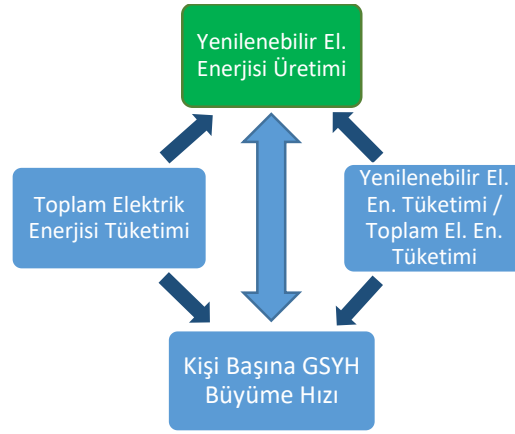 Yenilenebilir El.
Enerjisi Üretimi
Toplam Elektrik
Enerjisi Tüketimi
Yenilenebilir El.
En. Tüketimi /
Toplam El. En.
Tüketimi
Kişi Başına GSYH
Büyüme Hızı